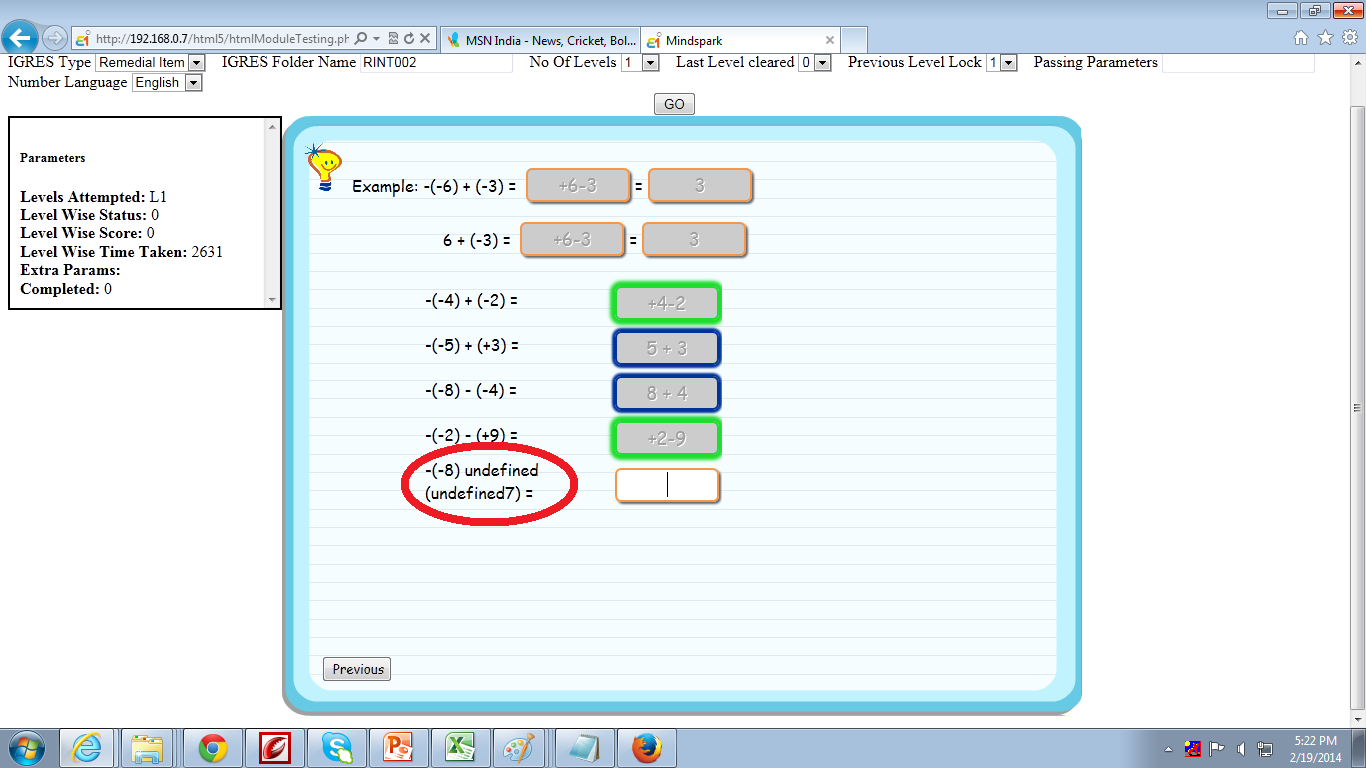 http://192.168.0.7/html5/htmlModuleTesting.ph
MSN India - News, Cricket, Bol...
Mindspark
IGRES Type Remedial Item IGRES Folder Name RINT002 No Of Levels 1 Last Level cleared 0 Previous Level Lock 1 Passing Parameters
Number Language English
GO
Parameters
Levels Attempted: L1
Level Wise Status: 0
Level Wise Score: 0
Level Wise Time Taken: 2631
Extra Params:
Completed: 0
Example: -(-6) + (-3) = +6-3 = 3
6 + (-3) = +6-3 = 3
-(-4) + (-2) = +4-2
-(-5) + (+3) = 5 + 3
-(-8) - (-4) = 8 + 4
-(-2) - (+9) = +2-9
-(-8) undefined
(undefined7) =
Previous
5:22 PM
2/19/2014